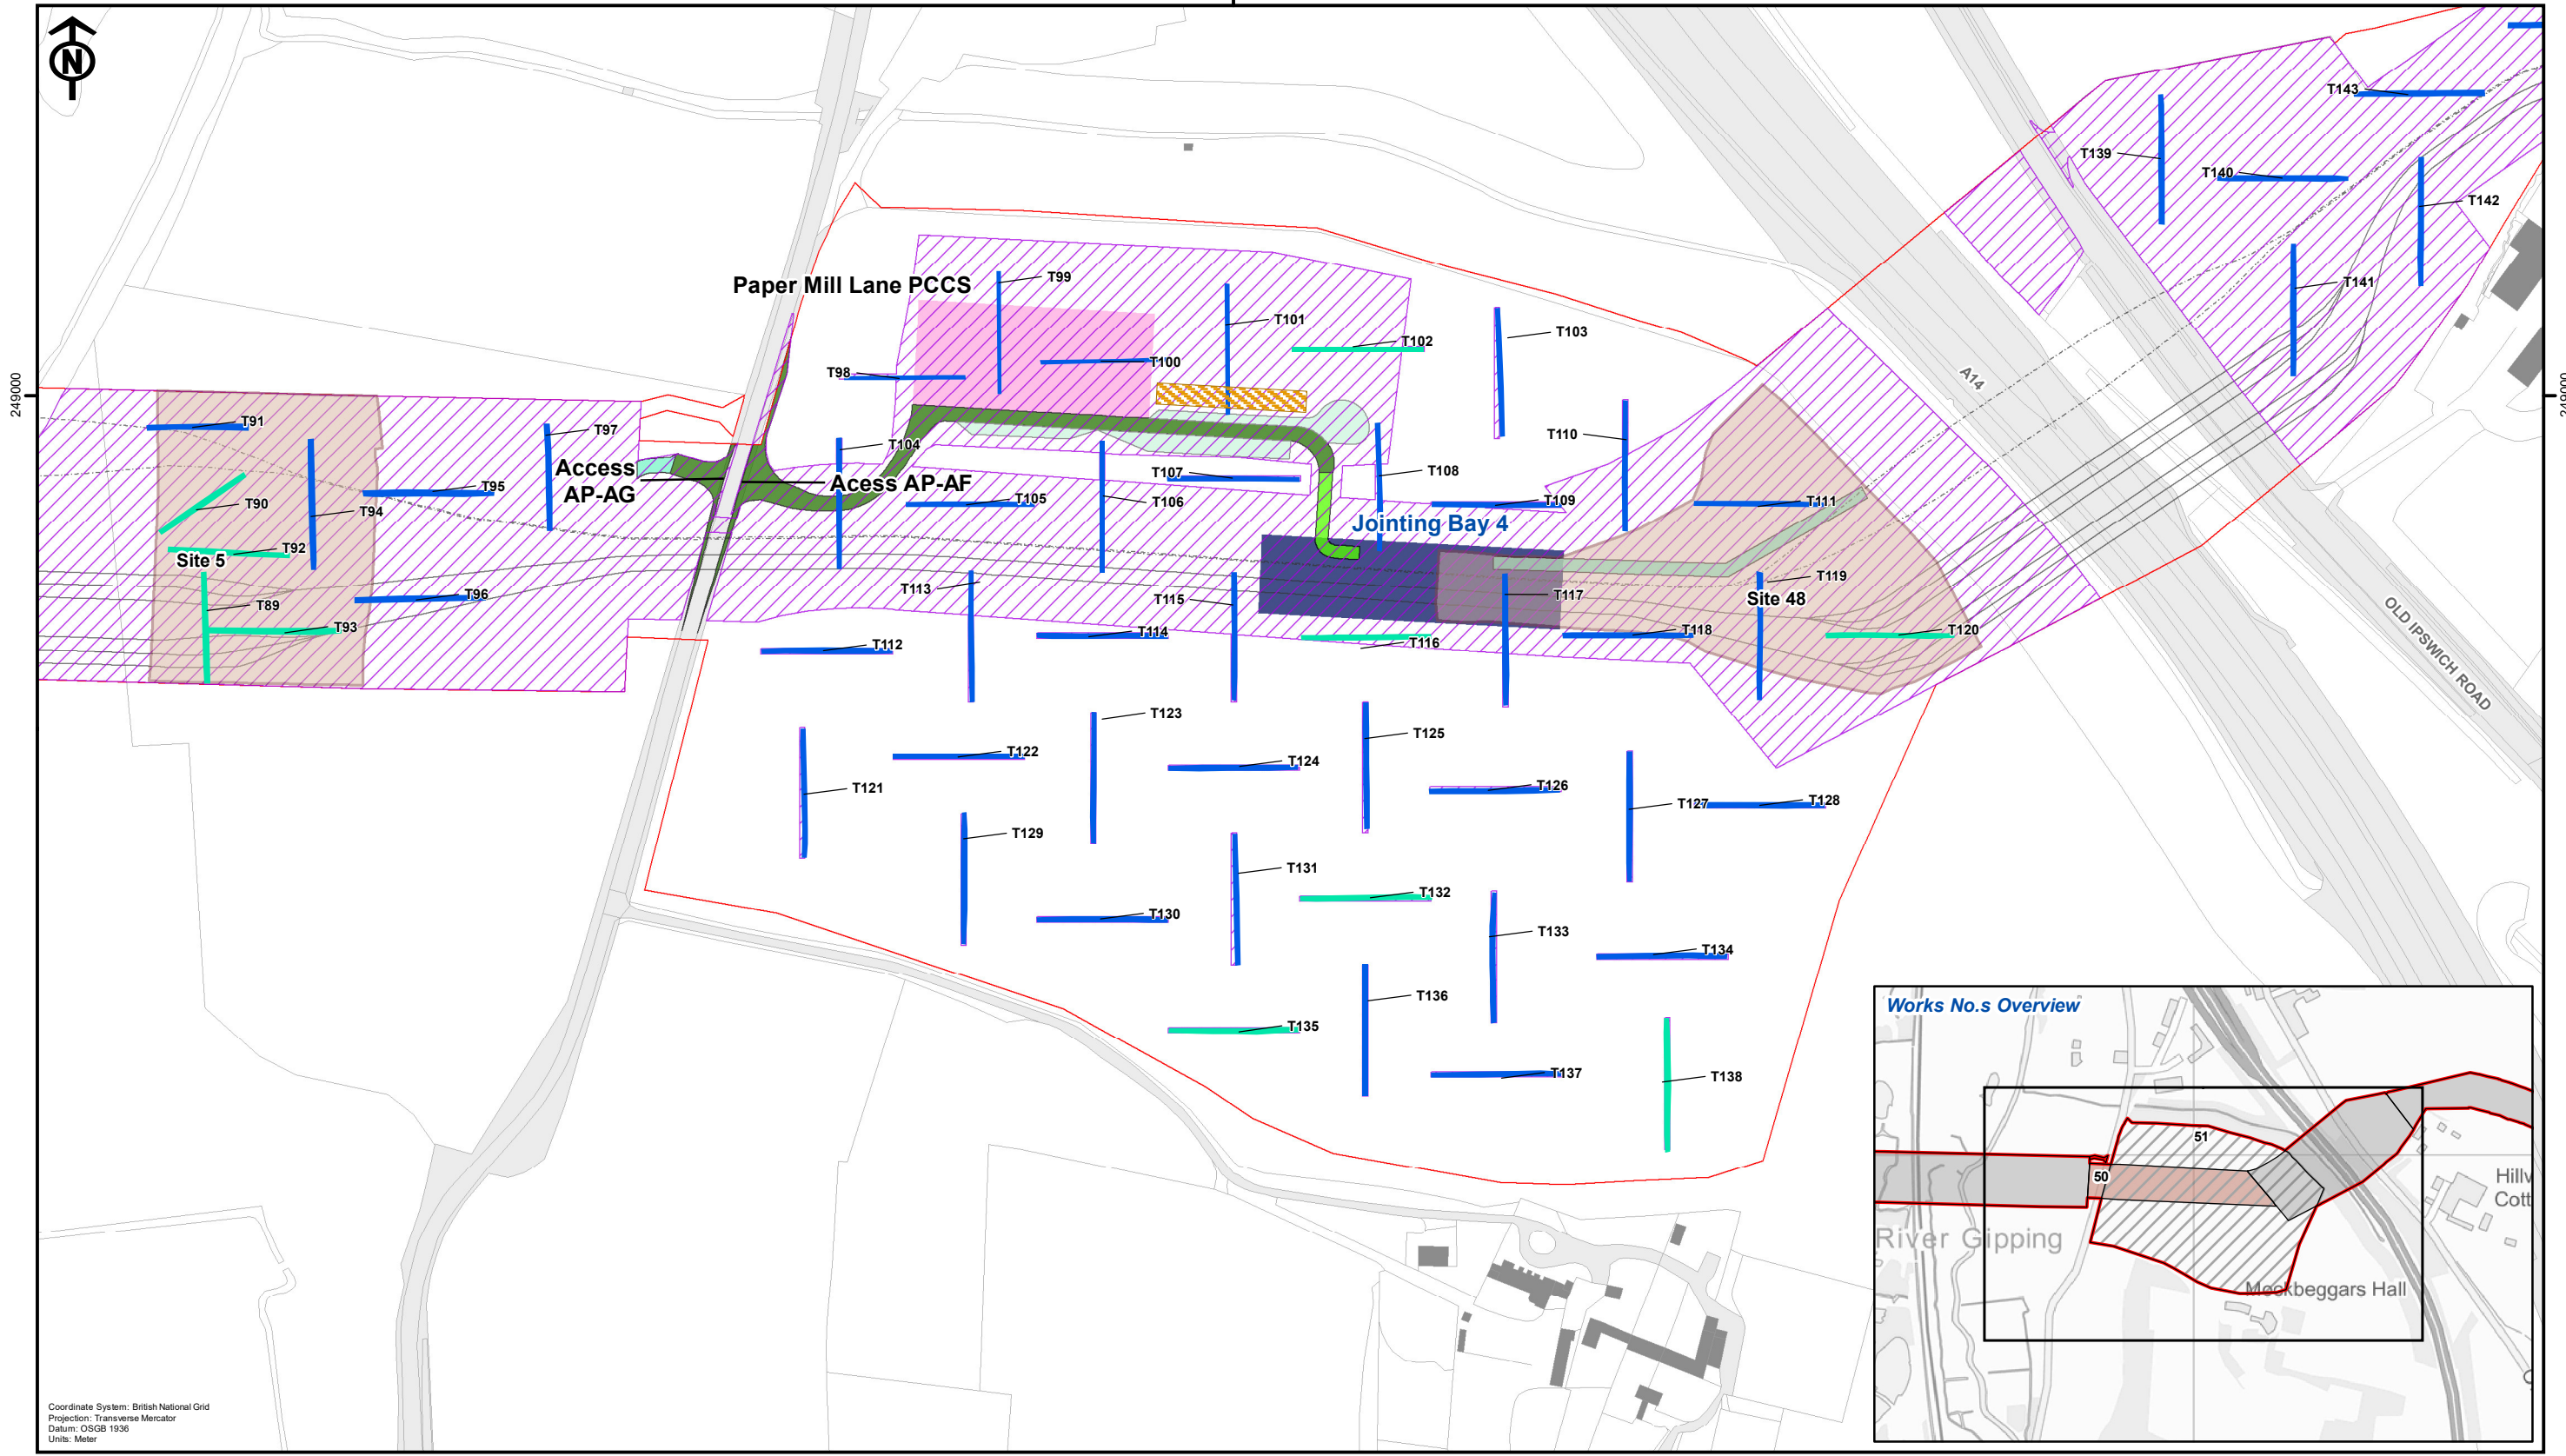 N
249000
249000
T143
T139
T140
T142
T141
Paper Mill Lane PCCS
T99
T101
T102
T103
T100
T98
A14
T91
T97
T104
T110
Access
AP-AG
Acess AP-AF
T107
T108
T90
T94
T95
T105
T106
T109
T111
Jointing Bay 4
T92
Site 5
T89
T96
T93
T113
T115
T117
T119
Site 48
T112
T114
T116
T118
T120
OLD IPSWICH ROAD
T123
T122
T125
T124
T121
T126
T127
T128
T129
T131
T132
T130
T133
T134
T136
T135
T137
T138
Works No.s Overview
51
50
Hillv
Cott
River Gipping
Mockbeggars Hall
Coordinate System: British National Grid
Projection: Transverse Mercator
Datum: OSGB 1936
Units: Meter